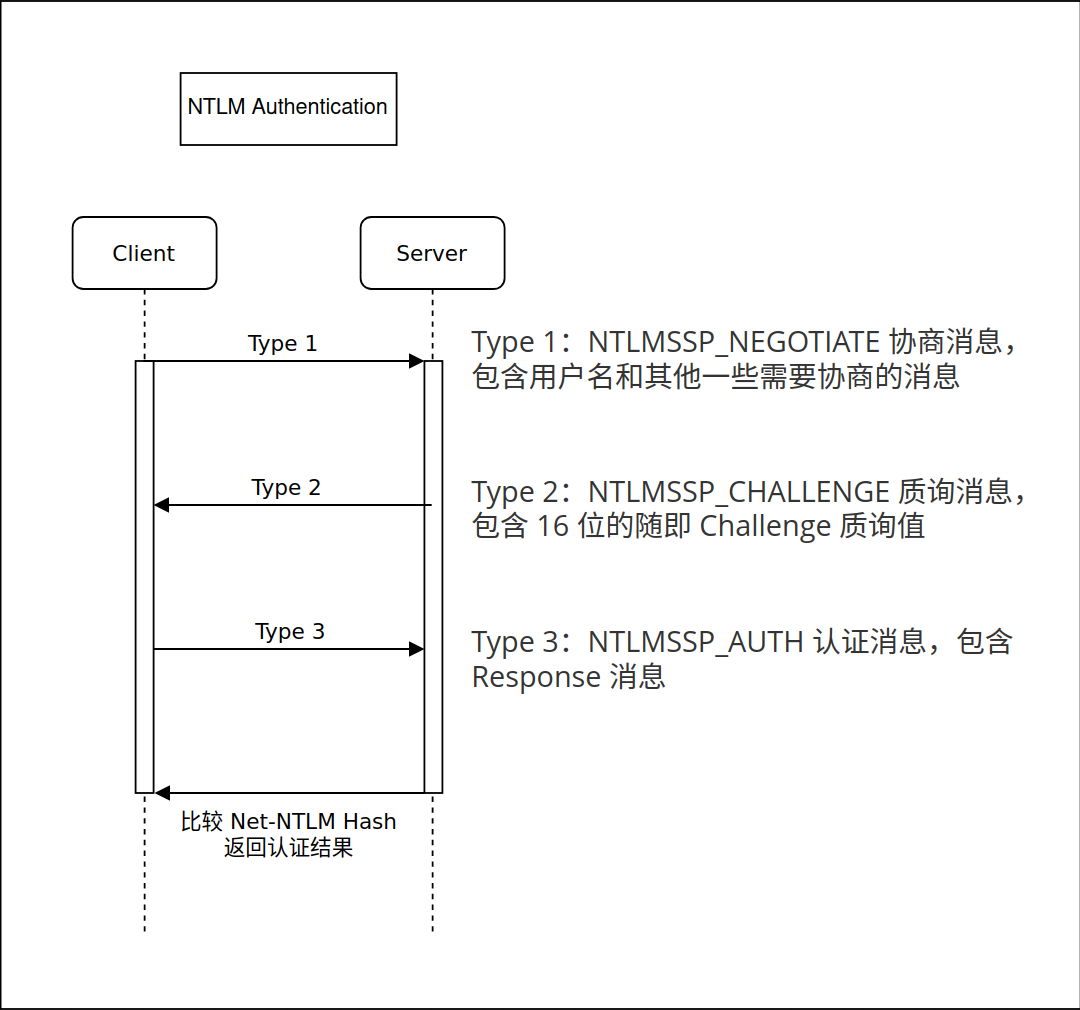 NTLM Authentication
Client
Server
Type 1
Type 1：NTLMSSP_NEGOTIATE 协商消息，
包含用户名和其他一些需要协商的消息
Type 2
Type 2：NTLMSSP_CHALLENGE 质询消息，
包含 16 位的随即 Challenge 质询值
Type 3
Type 3：NTLMSSP_AUTH 认证消息，包含
Response 消息
比较 Net-NTLM Hash
返回认证结果